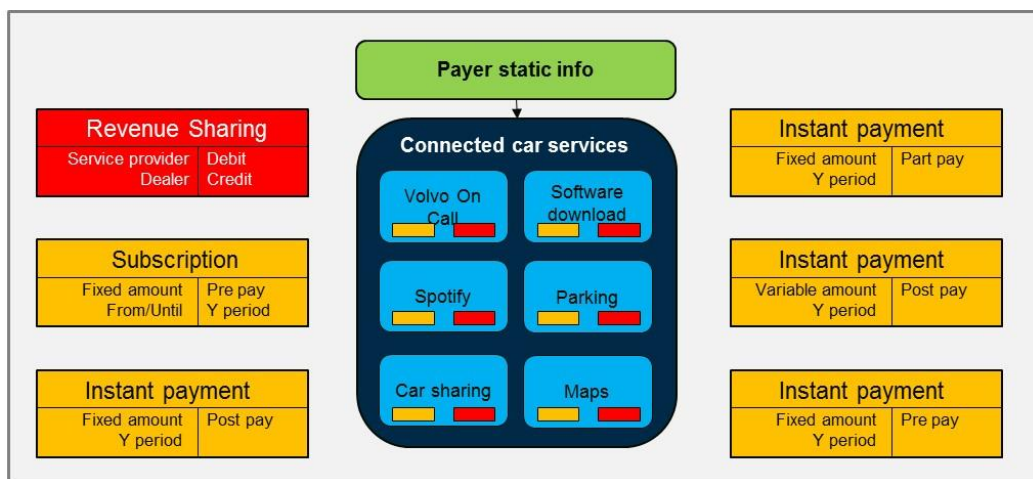 Payer static info
Revenue Sharing
Service provider Debit
Dealer Credit
Subscription
Fixed amount Pre pay
From/Until Y period
Instant payment
Fixed amount Post pay
Y period
Connected car services
Volvo On
Call
Software
download
Spotify
Parking
Car sharing
Maps
Instant payment
Fixed amount Part pay
Y period
Instant payment
Variable amount Post pay
Y period
Instant payment
Fixed amount Pre pay
Y period